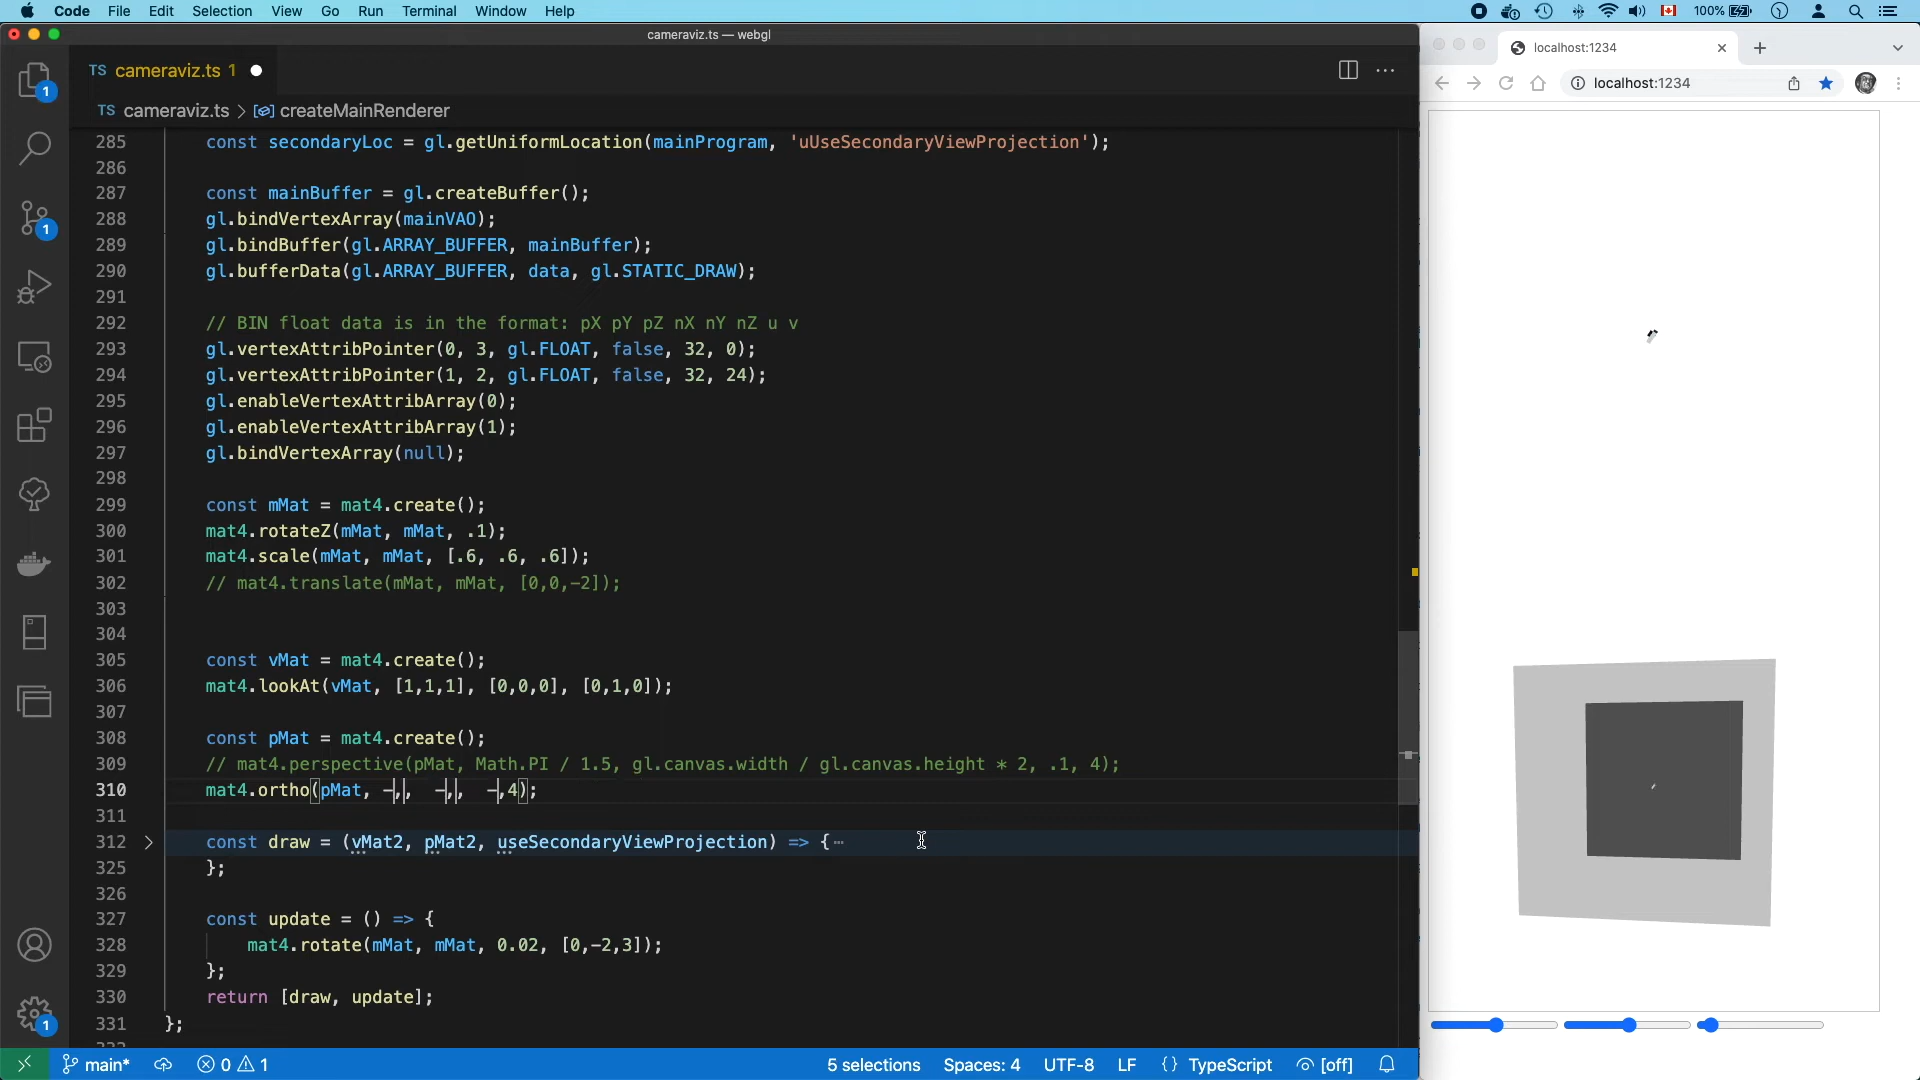 Code File Edit Selection View Go Run Terminal Window Help 100%
cameraviz.ts — webgl
TS cameraviz.ts 1
TS cameraviz.ts > createMainRenderer
285 const secondaryLoc = gl.getUniformLocation(mainProgram, 'uUseSecondaryViewProjection');
286
287 const mainBuffer = gl.createBuffer();
288 gl.bindVertexArray(mainVAO);
289 gl.bindBuffer(gl.ARRAY_BUFFER, mainBuffer);
290 gl.bufferData(gl.ARRAY_BUFFER, data, gl.STATIC_DRAW);
291
292 // BIN float data is in the format: pX pY pZ nX nY nZ u v
293 gl.vertexAttribPointer(0, 3, gl.FLOAT, false, 32, 0);
294 gl.vertexAttribPointer(1, 2, gl.FLOAT, false, 32, 24);
295 gl.enableVertexAttribArray(0);
296 gl.enableVertexAttribArray(1);
297 gl.bindVertexArray(null);
298
299 const mMat = mat4.create();
300 mat4.rotateZ(mMat, mMat, .1);
301 mat4.scale(mMat, mMat, [.6, .6, .6]);
302 // mat4.translate(mMat, mMat, [0,0,-2]);
303
304
305 const vMat = mat4.create();
306 mat4.lookAt(vMat, [1,1,1], [0,0,0], [0,1,0]);
307
308 const pMat = mat4.create();
309 // mat4.perspective(pMat, Math.PI / 1.5, gl.canvas.width / gl.canvas.height * 2, .1, 4);
310 mat4.ortho(pMat, -,,  -,,  -,4);
311
312 const draw = (vMat2, pMat2, useSecondaryViewProjection) => {⋯
325 };
326
327 const update = () => {
328 mat4.rotate(mMat, mMat, 0.02, [0,-2,3]);
329 };
330 return [draw, update];
331 };
main* 0 1 5 selections Spaces: 4 UTF-8 LF {} TypeScript [off]
1
1
1
localhost:1234
localhost:1234